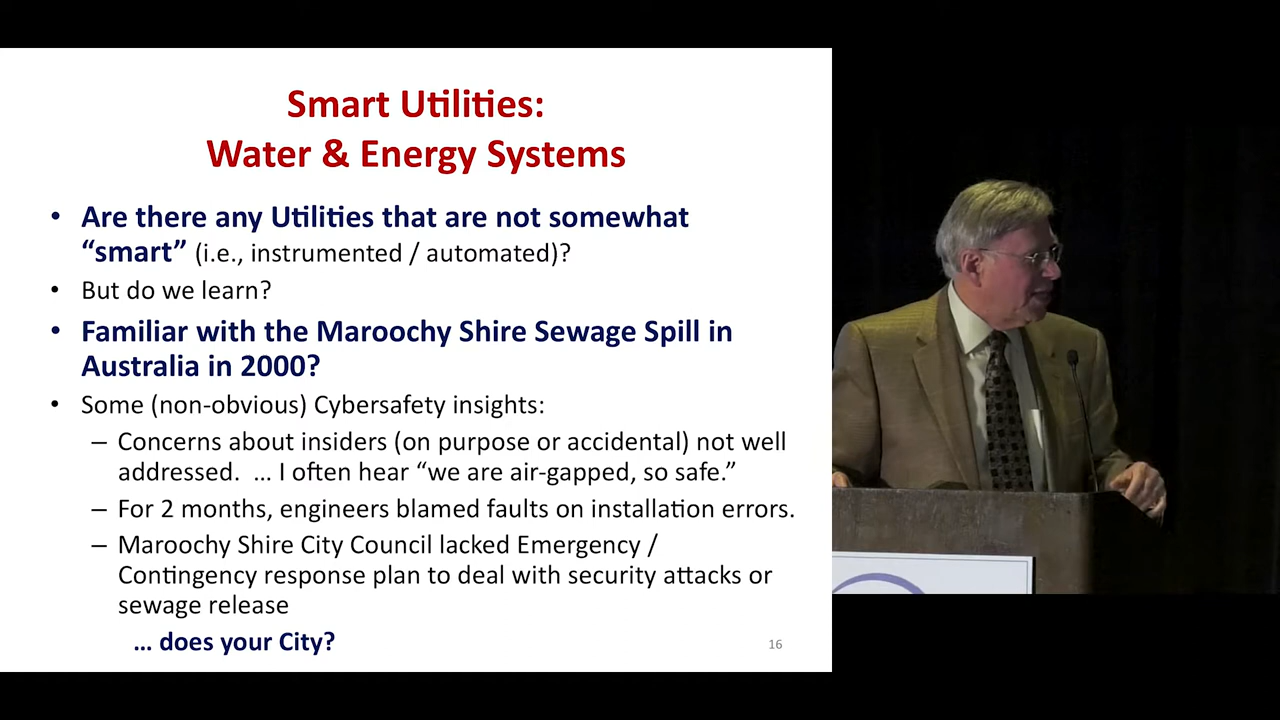 Smart Utilities:
Water & Energy Systems
• Are there any Utilities that are not somewhat
“smart” (i.e., instrumented / automated)?
• But do we learn?
• Familiar with the Maroochy Shire Sewage Spill in
Australia in 2000?
• Some (non-obvious) Cybersafety insights:
– Concerns about insiders (on purpose or accidental) not well
addressed. … I often hear “we are air-gapped, so safe.”
– For 2 months, engineers blamed faults on installation errors.
– Maroochy Shire City Council lacked Emergency /
Contingency response plan to deal with security attacks or
sewage release
… does your City?
16